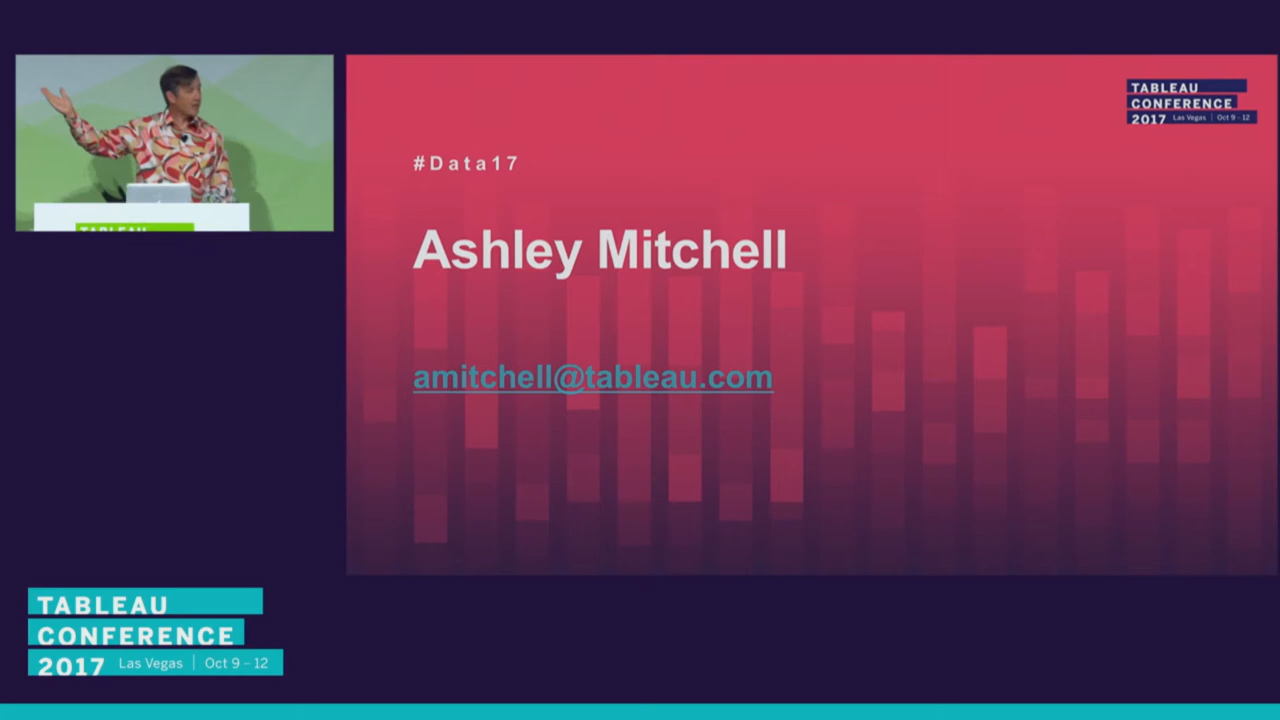 TABLEAU
CONFERENCE
2017 Las Vegas | Oct 9 - 12
#Data17
Ashley Mitchell
amitchell@tableau.com
TABLEAU
TABLEAU
CONFERENCE
2017 Las Vegas | Oct 9 - 12